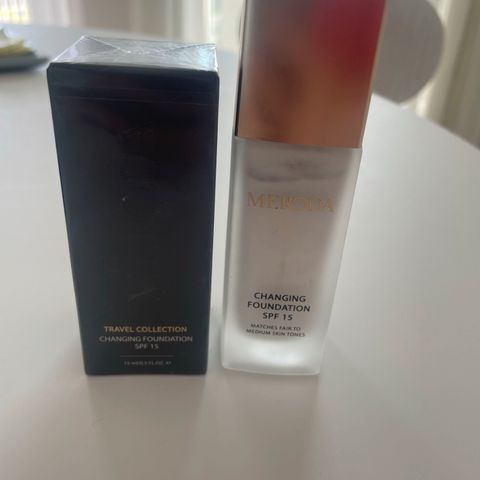 TRAVEL COLLECTION
CHANGING FOUNDATION
SPF 15
MERODA
CHANGING
FOUNDATION
SPF 15
MATCHES FAIR TO
MEDIUM SKIN TONES